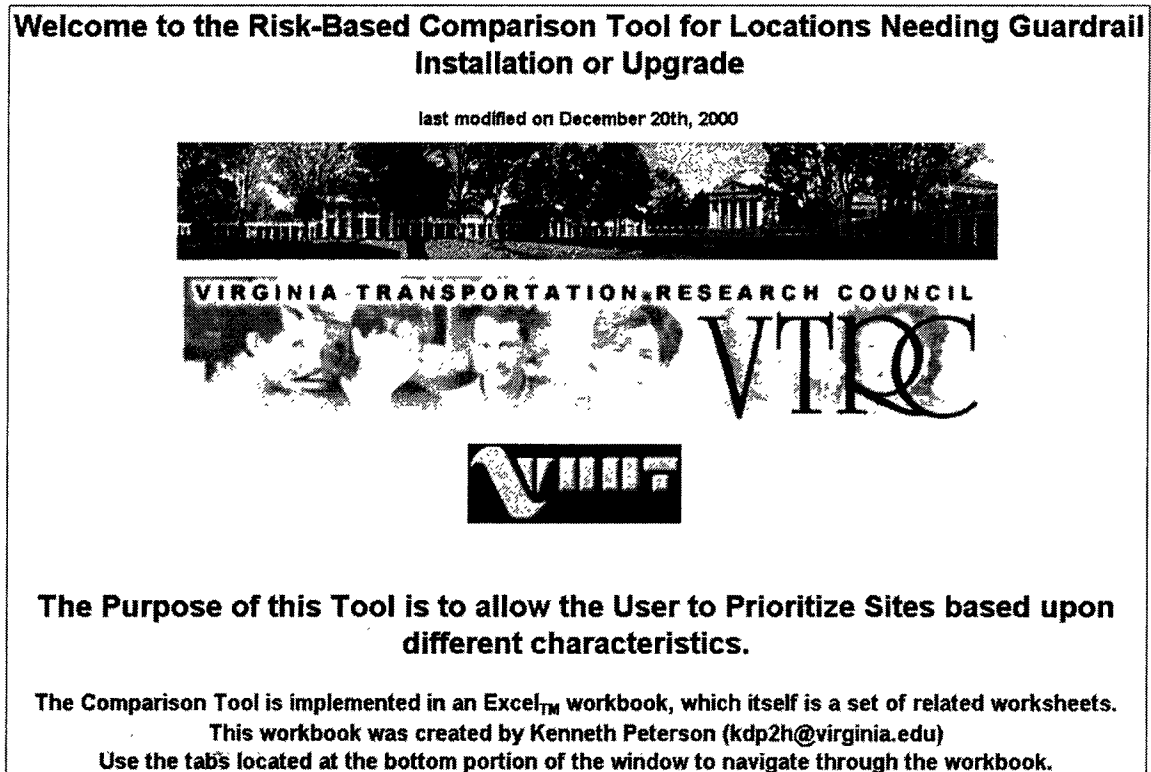 Welcome to the Risk-Based Comparison Tool for Locations Needing Guardrail
Installation or Upgrade
last modified on December 20th, 2000
VIRGINIA TRANSPORTATION RESEARCH COUNCIL
VTRC
The Purpose of this Tool is to allow the User to Prioritize Sites based upon
different characteristics.
The Comparison Tool is implemented in an Excel™ workbook, which itself is a set of related worksheets.
This workbook was created by Kenneth Peterson (kdp2h@virginia.edu)
Use the tabs located at the bottom portion of the window to navigate through the workbook.